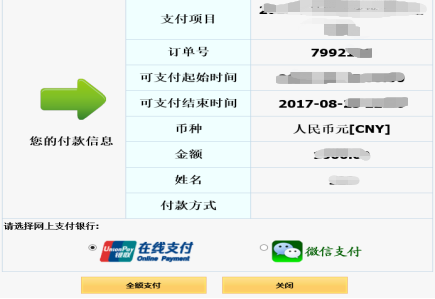 支付项目
订单号 7992
可支付起始时间
可支付结束时间 2017-08-
您的付款信息
币种 人民币元[CNY]
金额
姓名
付款方式
请选择网上支付银行:
UnionPay 银联 在线支付 Online Payment
微信支付
全额支付 关闭